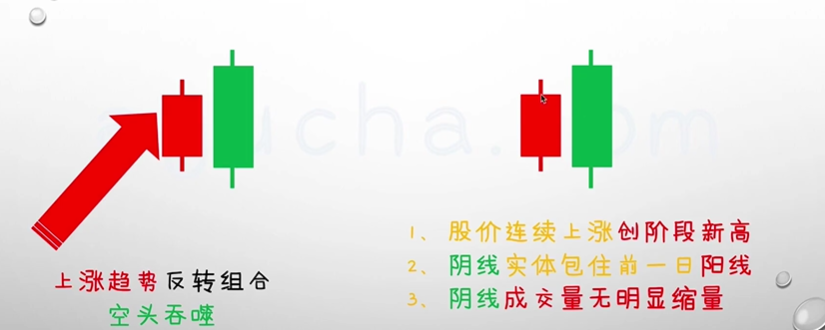 上涨趋势反转组合
空头吞噬
1、股价连续上涨创阶段新高
2、阴线实体包住前一日阳线
3、阴线成交量无明显缩量